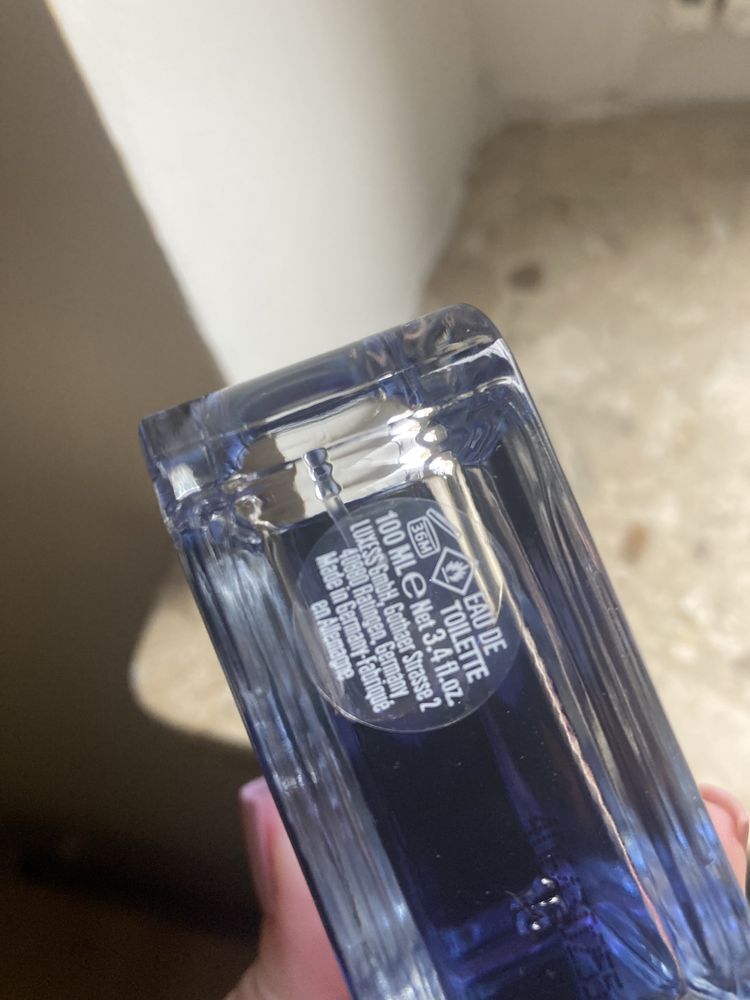 EAU DE
TOILETTE
36M
100 ML e Net 3.4 fl.oz.
LUXESS GmbH, Gothaer Strasse 2
40880 Ratingen, Germany
Made in Germany-Fabriqué
en Allemagne